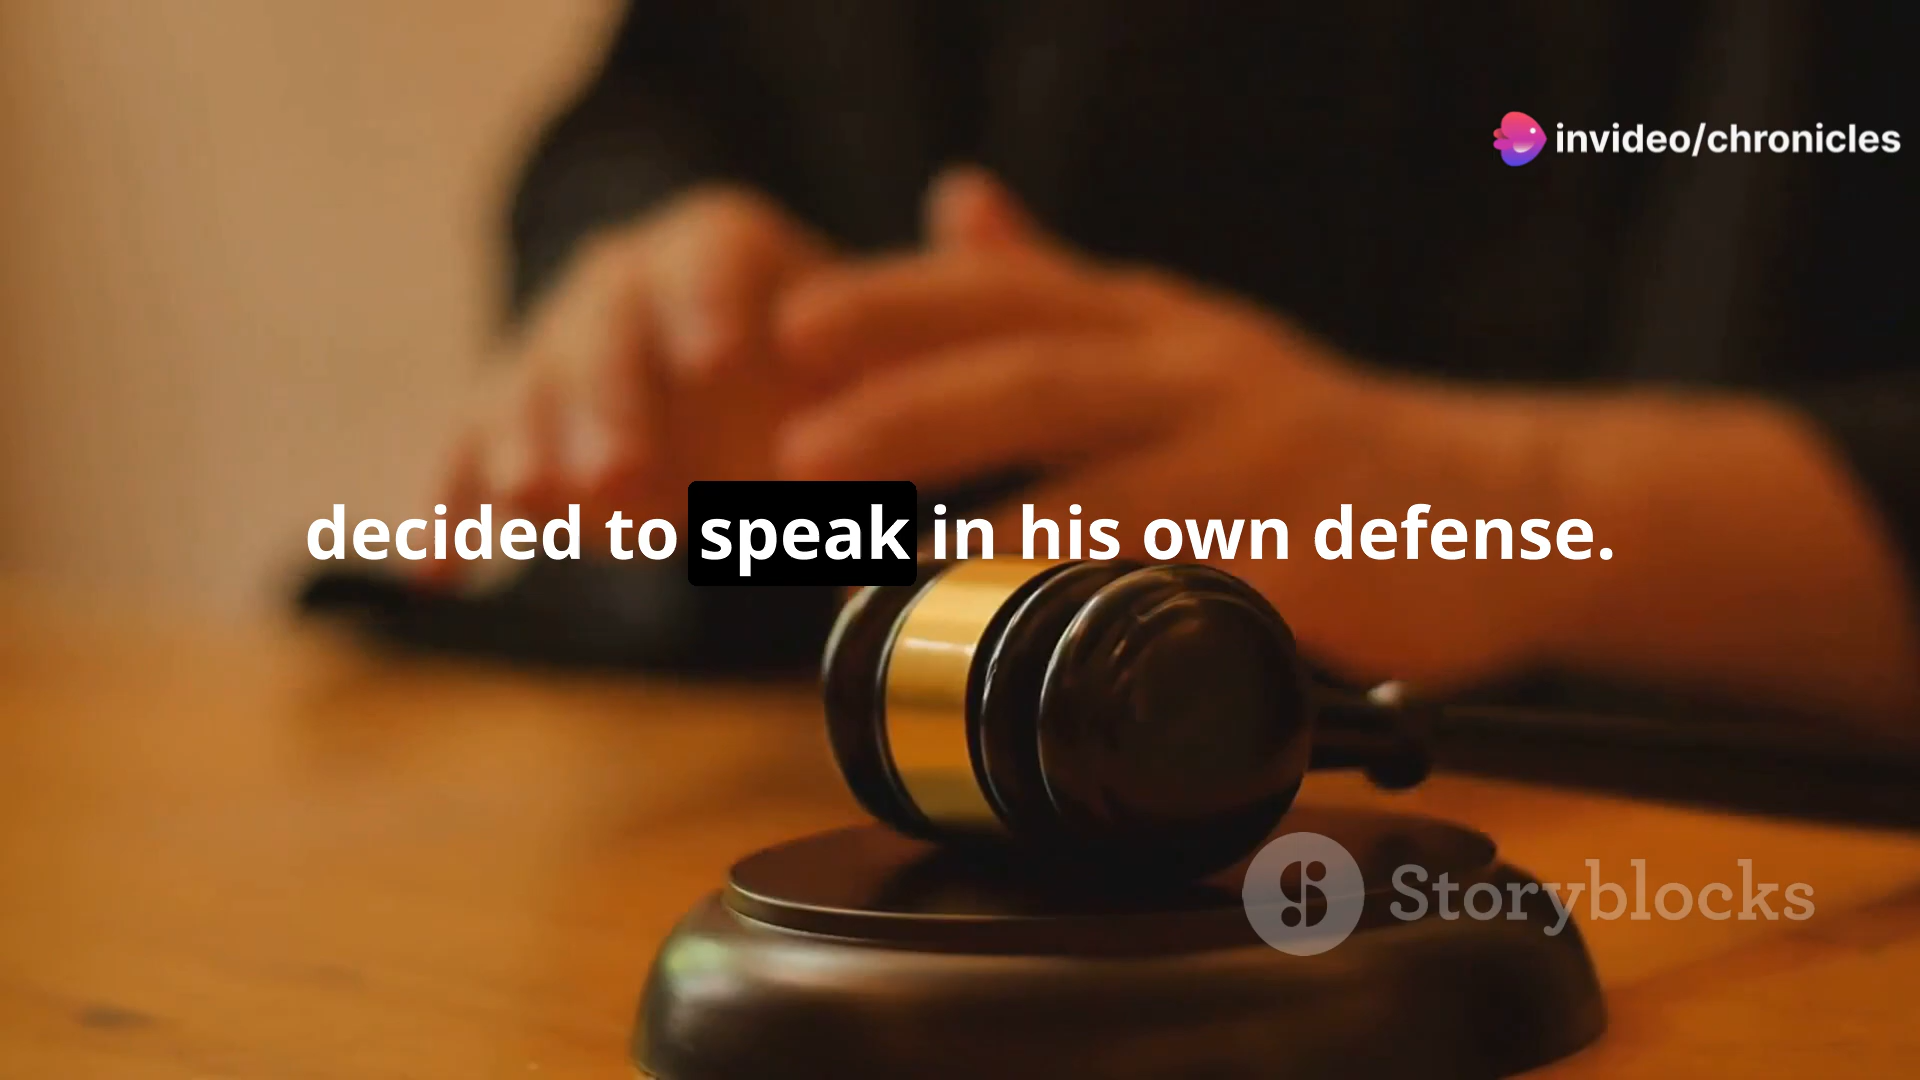 invideo/chronicles
decided to speak in his own defense.
Storyblocks